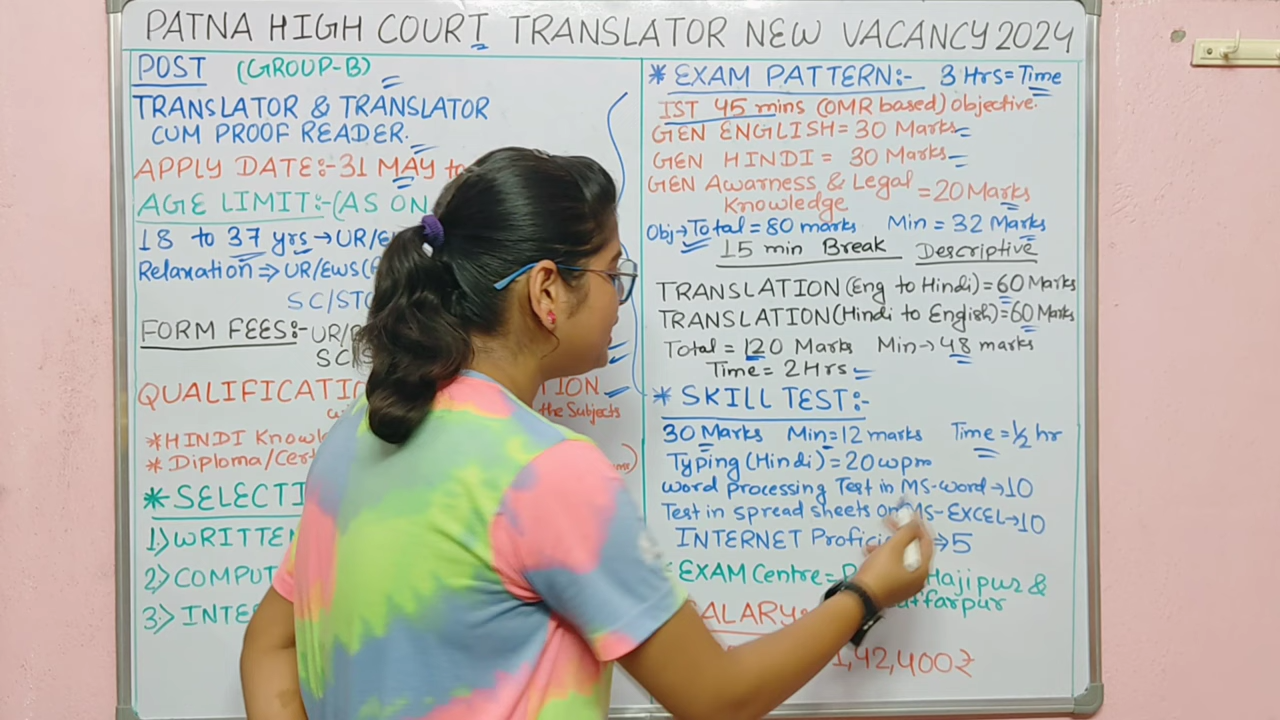 PATNA HIGH COURT TRANSLATOR NEW VACANCY 2024
POST (GROUP-B)
TRANSLATOR & TRANSLATOR
CUM PROOF READER.
APPLY DATE:-31 MAY
AGE LIMIT:-(AS ON
18 to 37 yrs→UR/
Relaxation⇒UR/EWS(
SC/ST
FORM FEES:-UR/
SC/
QUALIFICATI TION
the Subjects
*HINDI Knowl
* Diploma/Cert
*SELECTI
1.>WRITTE
2.>COMPUT
3.>INTE
* EXAM PATTERN:- 3 Hrs=Time
IST 45 mins (OMR based) objective.
GEN ENGLISH= 30 Marks
GEN HINDI = 30 Marks
GEN Awarness & Legal =20 Marks
Knowledge
Obj→Total=80 marks Min = 32 Marks
15 min Break Descriptive
TRANSLATION (Eng to Hindi)=60 Marks
TRANSLATION(Hindi to English)=60 Marks
Total = 120 Marks Min→48 marks
Time= 2 Hrs
* SKILL TEST:-
30 Marks Min=12 marks Time=½ hr
Typing (Hindi)=20wpm
word processing Test in MS-word→10
Test in spread sheets on MS-EXCEL→10
INTERNET Profici →5
EXAM Centre= Hajipur &
affarpur
SALARY:
1,42,400₹